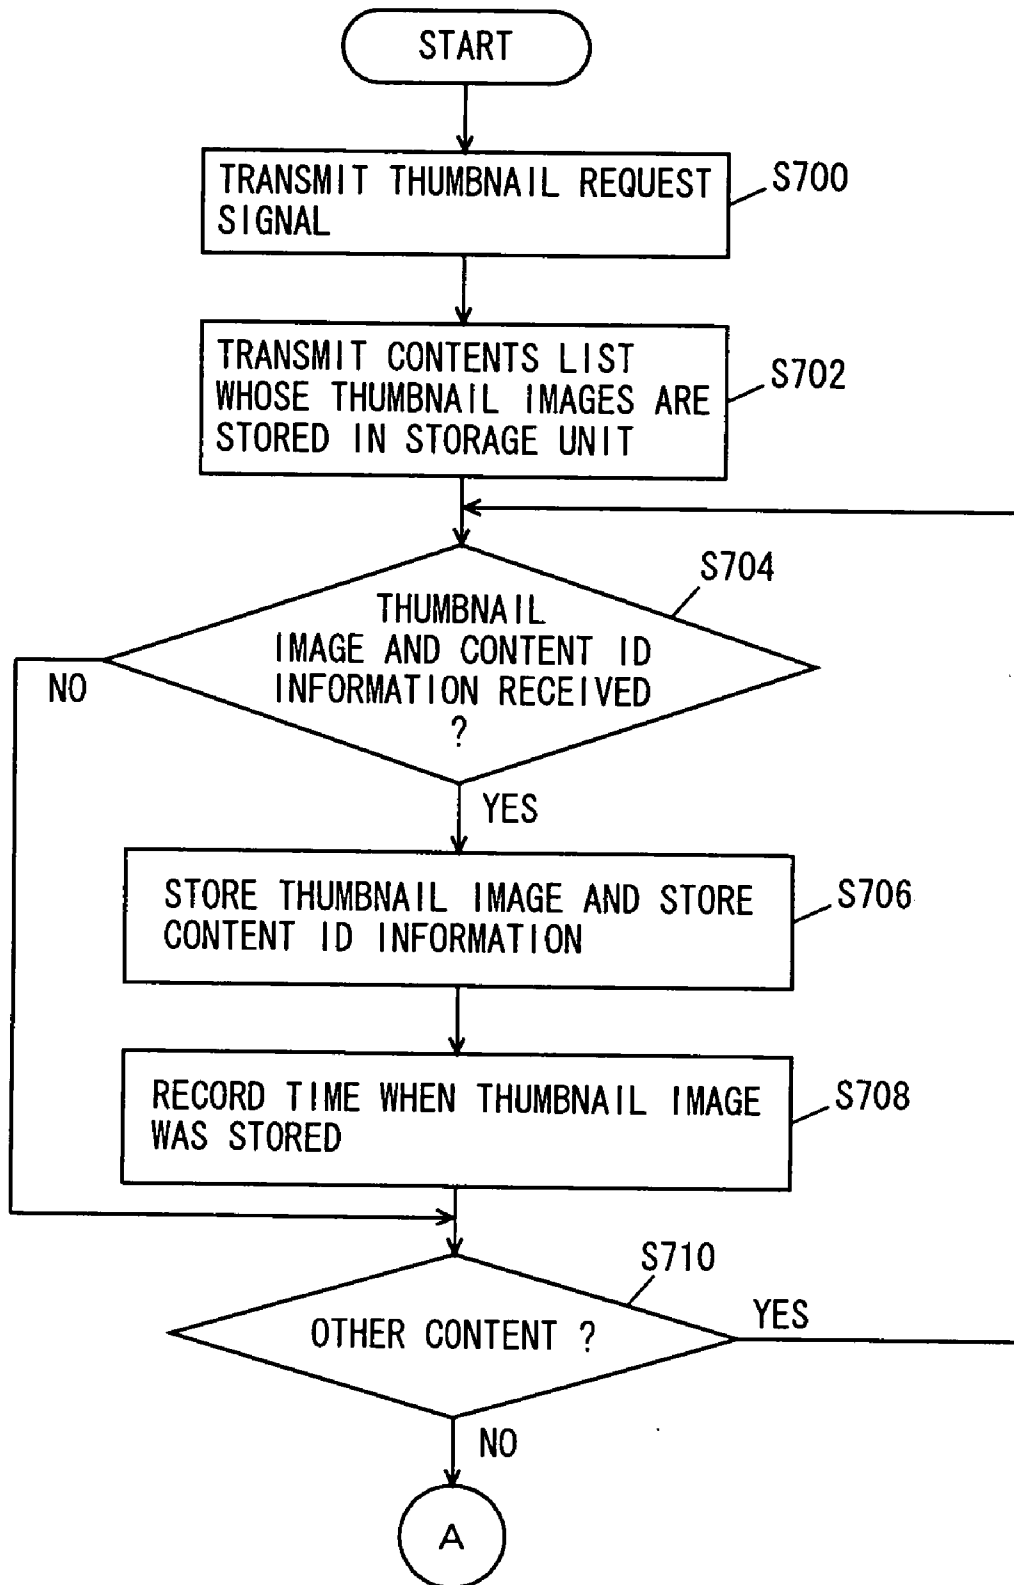 START
TRANSMIT THUMBNAIL REQUEST
SIGNAL
S700
TRANSMIT CONTENTS LIST
WHOSE THUMBNAIL IMAGES ARE
STORED IN STORAGE UNIT
S702
S704
THUMBNAIL
IMAGE AND CONTENT ID
INFORMATION RECEIVED
?
NO
YES
STORE THUMBNAIL IMAGE AND STORE
CONTENT ID INFORMATION
S706
RECORD TIME WHEN THUMBNAIL IMAGE
WAS STORED
S708
S710
OTHER CONTENT ?
YES
NO
A